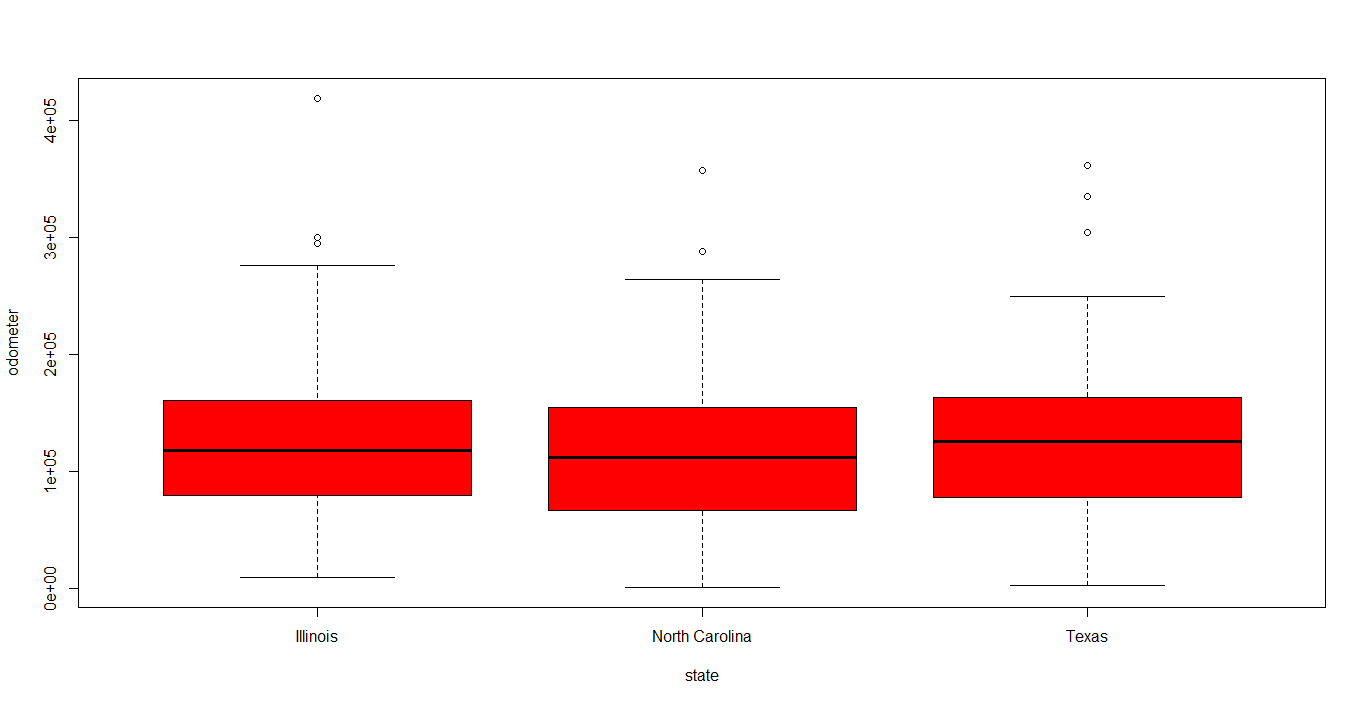 4e+05
3e+05
2e+05
1e+05
0e+00
odometer
Illinois North Carolina Texas
state